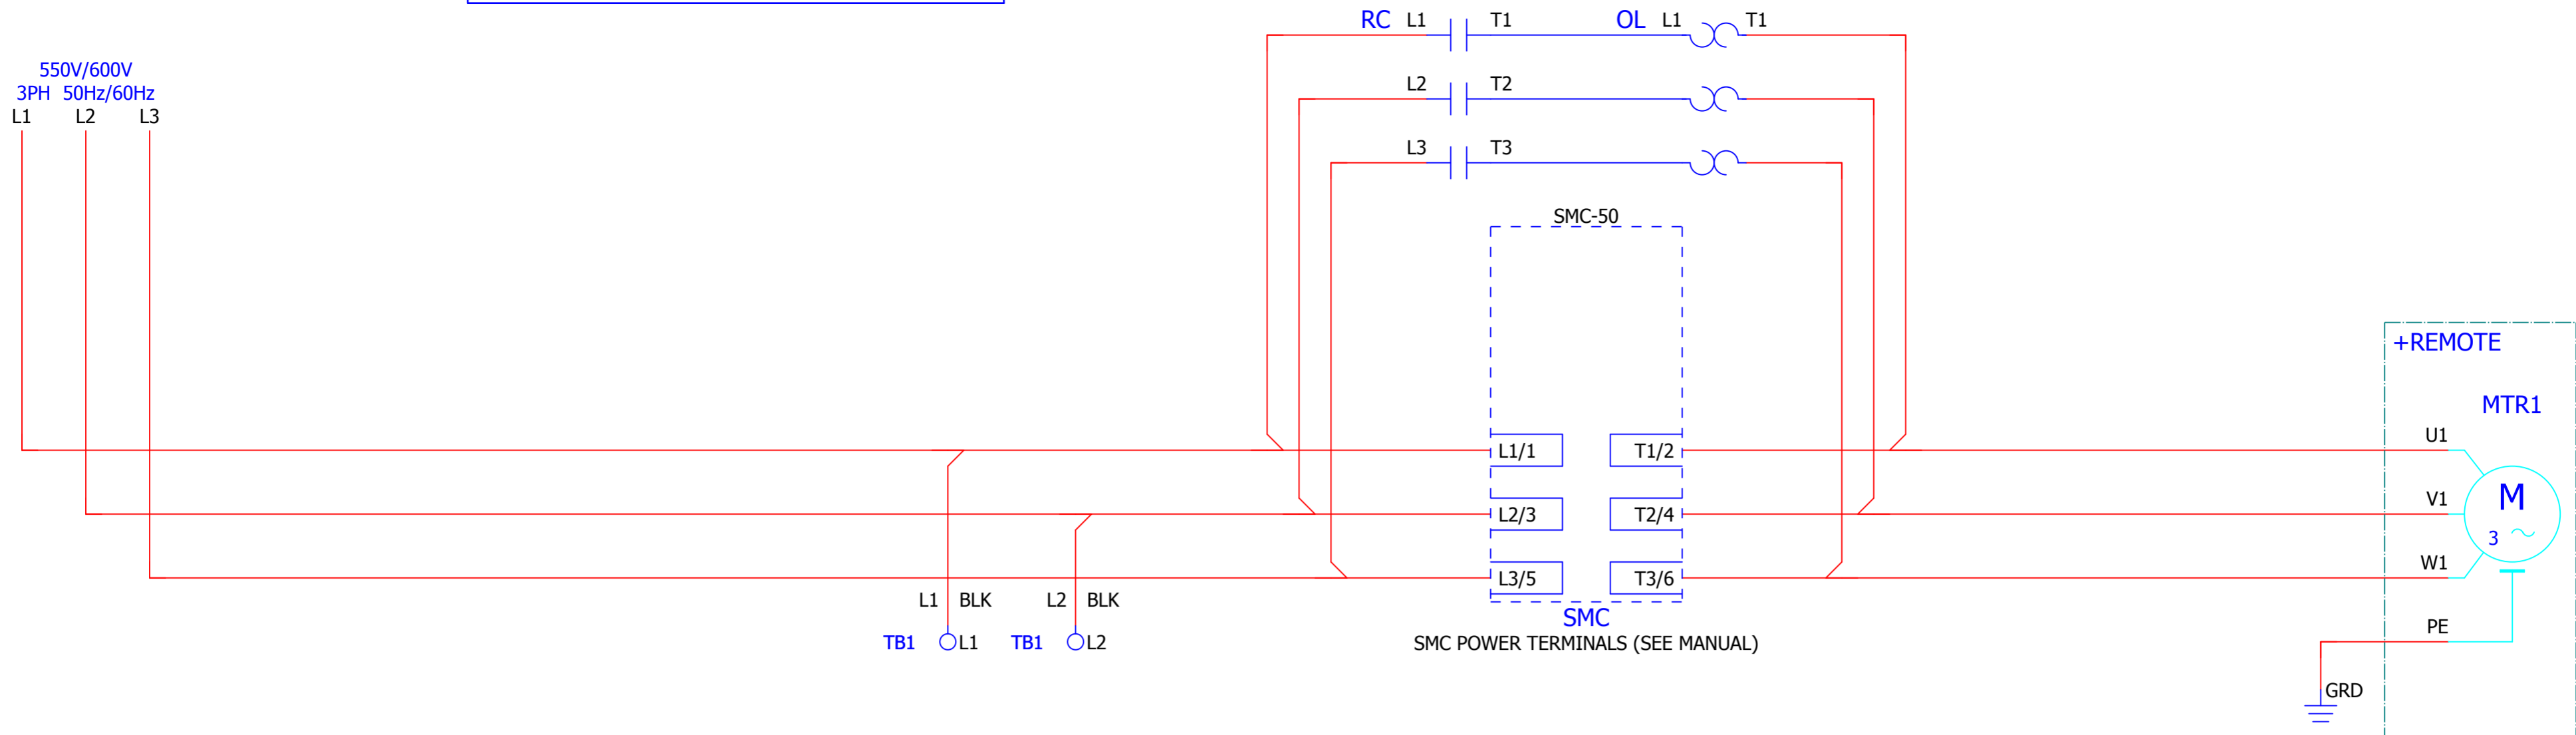 RC L1 T1 OL L1 T1
550V/600V
3PH 50Hz/60Hz
L1 L2 L3
L2 T2
L3 T3
SMC-50
+REMOTE
MTR1
U1
L1/1 T1/2
V1
M
3
L2/3 T2/4
W1
L3/5 T3/6
L1 BLK L2 BLK
SMC
PE
TB1 L1 TB1 L2
SMC POWER TERMINALS (SEE MANUAL)
GRD